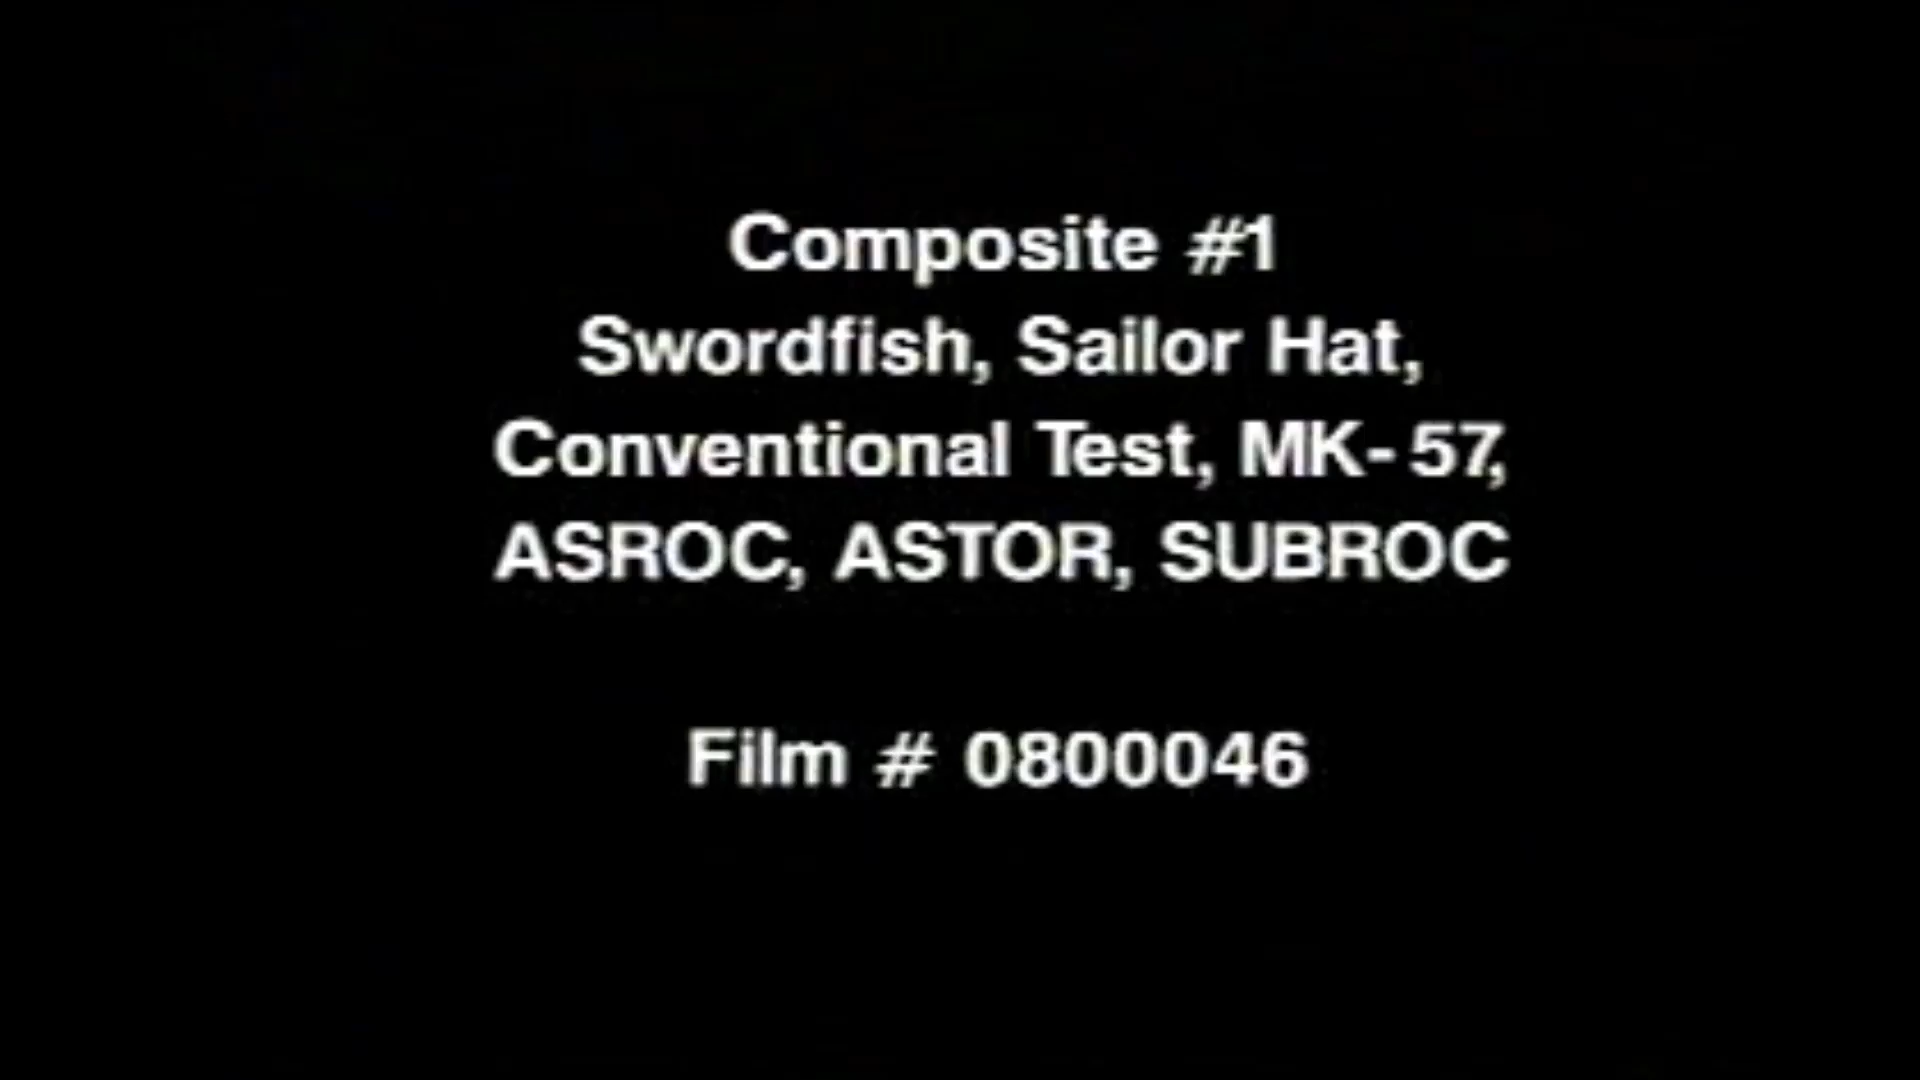 Composite #1
Swordfish, Sailor Hat,
Conventional Test, MK-57,
ASROC, ASTOR, SUBROC
Film # 0800046